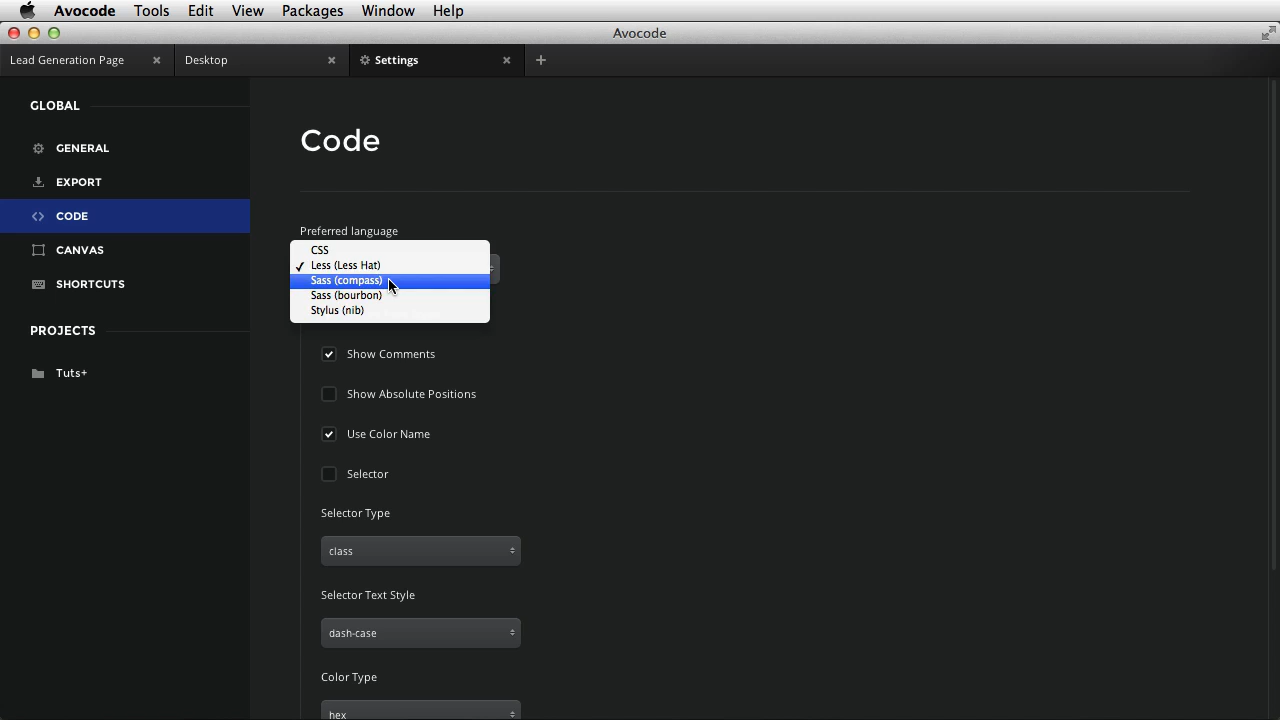 Avocode Tools Edit View Packages Window Help
Avocode
Lead Generation Page
Desktop
Settings
GLOBAL
GENERAL
EXPORT
CODE
CANVAS
SHORTCUTS
PROJECTS
Tuts+
Code
Preferred language
CSS
Less (Less Hat)
Sass (compass)
Sass (bourbon)
Stylus (nib)
Show Comments
Show Absolute Positions
Use Color Name
Selector
Selector Type
class
Selector Text Style
dash-case
Color Type
hex